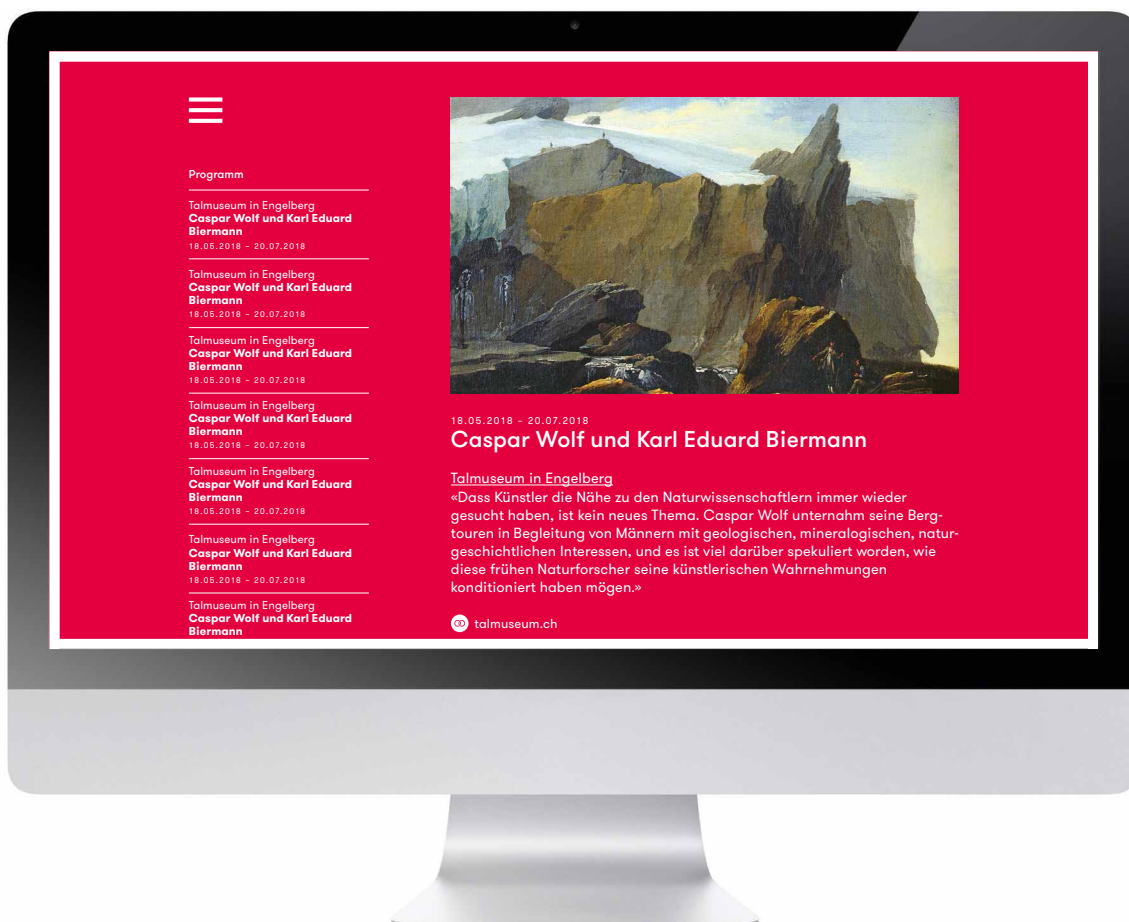 Programm
Talmuseum in Engelberg
Caspar Wolf und Karl Eduard
Biermann
18.05.2018 – 20.07.2018
Talmuseum in Engelberg
Caspar Wolf und Karl Eduard
Biermann
18.05.2018 – 20.07.2018
Talmuseum in Engelberg
Caspar Wolf und Karl Eduard
Biermann
18.05.2018 – 20.07.2018
Talmuseum in Engelberg
Caspar Wolf und Karl Eduard
Biermann
18.05.2018 – 20.07.2018
Talmuseum in Engelberg
Caspar Wolf und Karl Eduard
Biermann
18.05.2018 – 20.07.2018
Talmuseum in Engelberg
Caspar Wolf und Karl Eduard
Biermann
18.05.2018 – 20.07.2018
Talmuseum in Engelberg
Caspar Wolf und Karl Eduard
Biermann
18.05.2018 – 20.07.2018
Caspar Wolf und Karl Eduard Biermann
Talmuseum in Engelberg
«Dass Künstler die Nähe zu den Naturwissenschaftlern immer wieder
gesucht haben, ist kein neues Thema. Caspar Wolf unternahm seine Berg-
touren in Begleitung von Männern mit geologischen, mineralogischen, natur-
geschichtlichen Interessen, und es ist viel darüber spekuliert worden, wie
diese frühen Naturforscher seine künstlerischen Wahrnehmungen
konditioniert haben mögen.»
talmuseum.ch